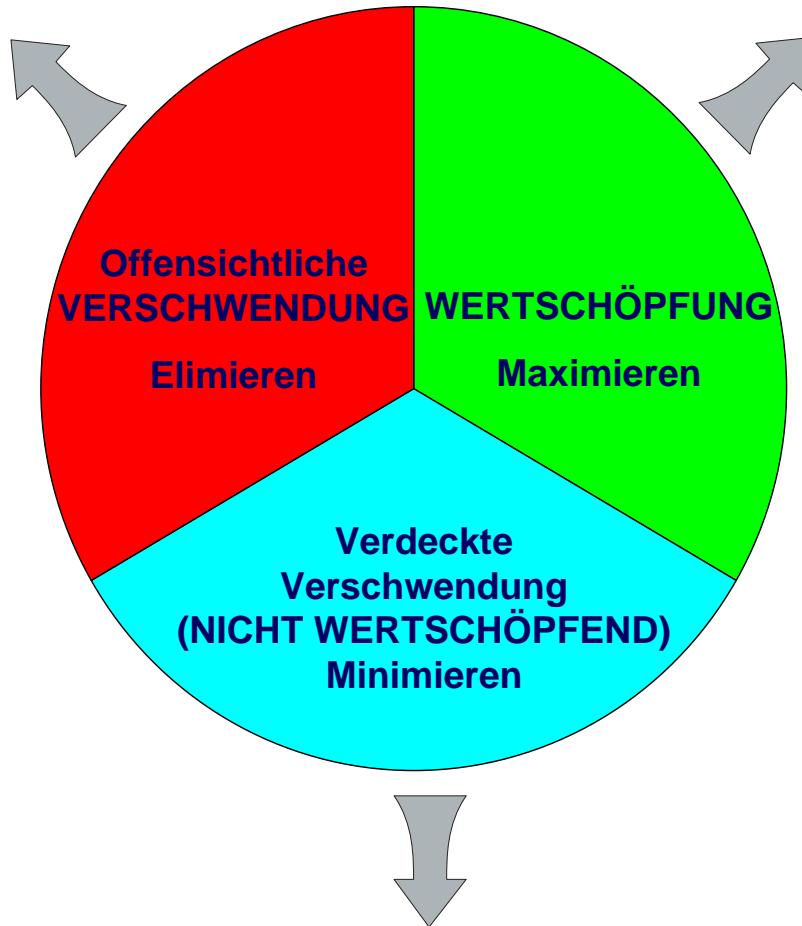 Offensichtliche
VERSCHWENDUNG
Elimieren
WERTSCHÖPFUNG
Maximieren
Verdeckte
Verschwendung
(NICHT WERTSCHÖPFEND)
Minimieren